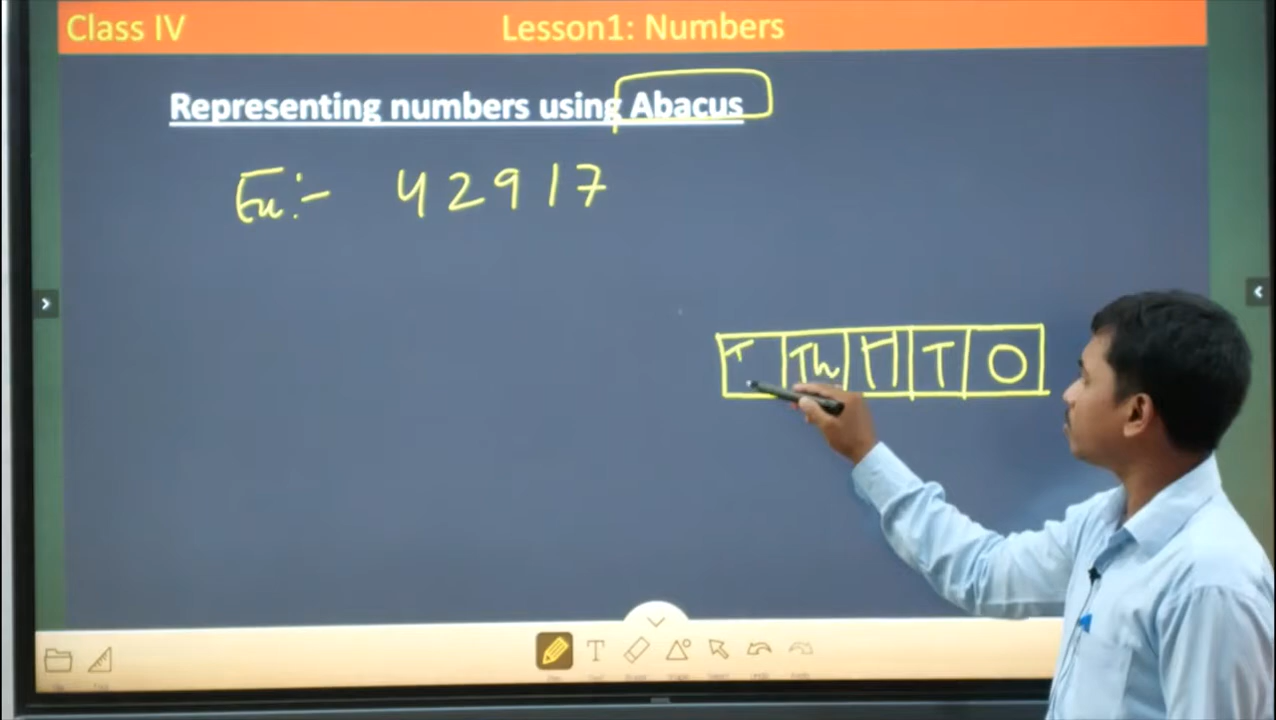 Class IV Lesson1: Numbers
Representing numbers using Abacus
Ex:- 42917
T Th H T O